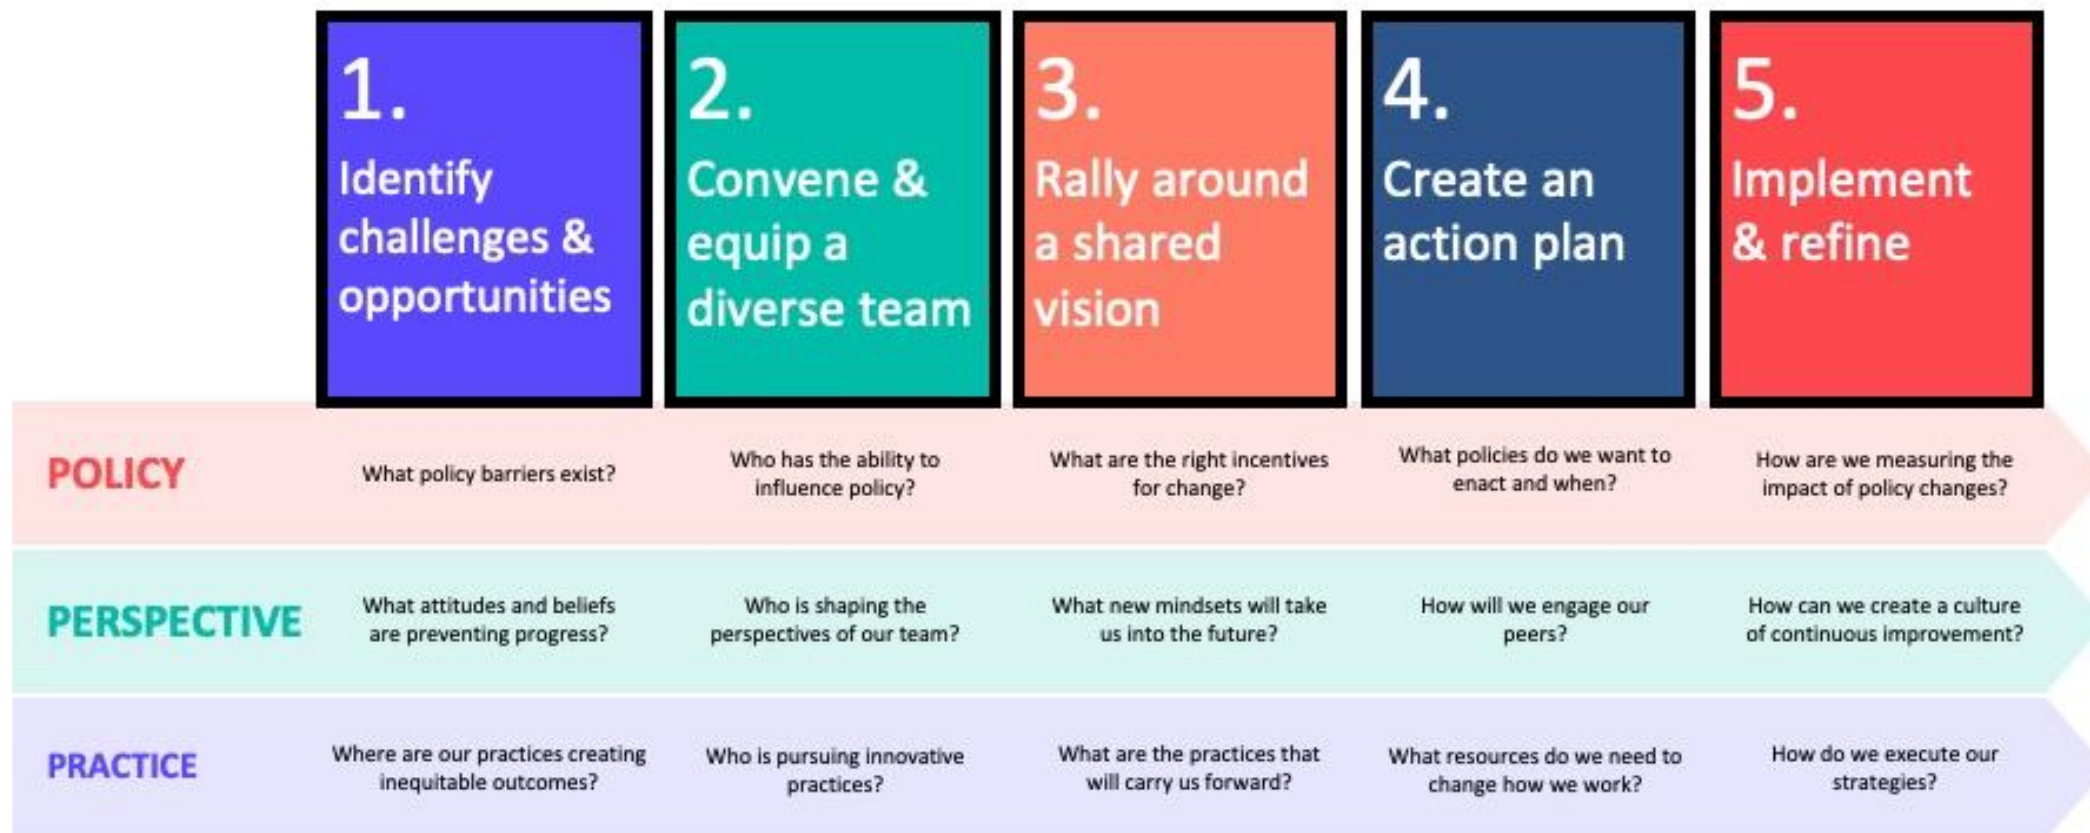 1.
Identify
challenges &
opportunities
2.
Convene &
equip a
diverse team
3.
Rally around
a shared
vision
4.
Create an
action plan
5.
Implement
& refine
POLICY
What policy barriers exist?
Who has the ability to
influence policy?
What are the right incentives
for change?
What policies do we want to
enact and when?
How are we measuring the
impact of policy changes?
PERSPECTIVE
What attitudes and beliefs
are preventing progress?
Who is shaping the
perspectives of our team?
What new mindsets will take
us into the future?
How will we engage our
peers?
How can we create a culture
of continuous improvement?
PRACTICE
Where are our practices creating
inequitable outcomes?
Who is pursuing innovative
practices?
What are the practices that
will carry us forward?
What resources do we need to
change how we work?
How do we execute our
strategies?